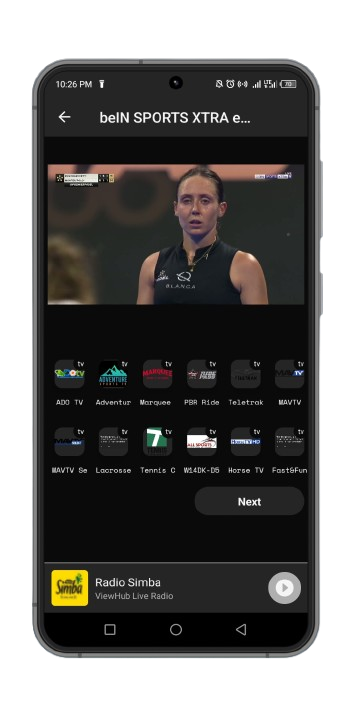 10:26 PM
70
beIN SPORTS XTRA e...
BLANCA
tv tv tv tv tv tv
ADO TV Adventur Marquee PBR Ride Teletrak MAVTV
tv tv tv tv tv tv
MAVTV Se Lacrosse Tennis C W14DK-D5 Horse TV Fast&Fun
Next
Simba
Radio Simba
ViewHub Live Radio